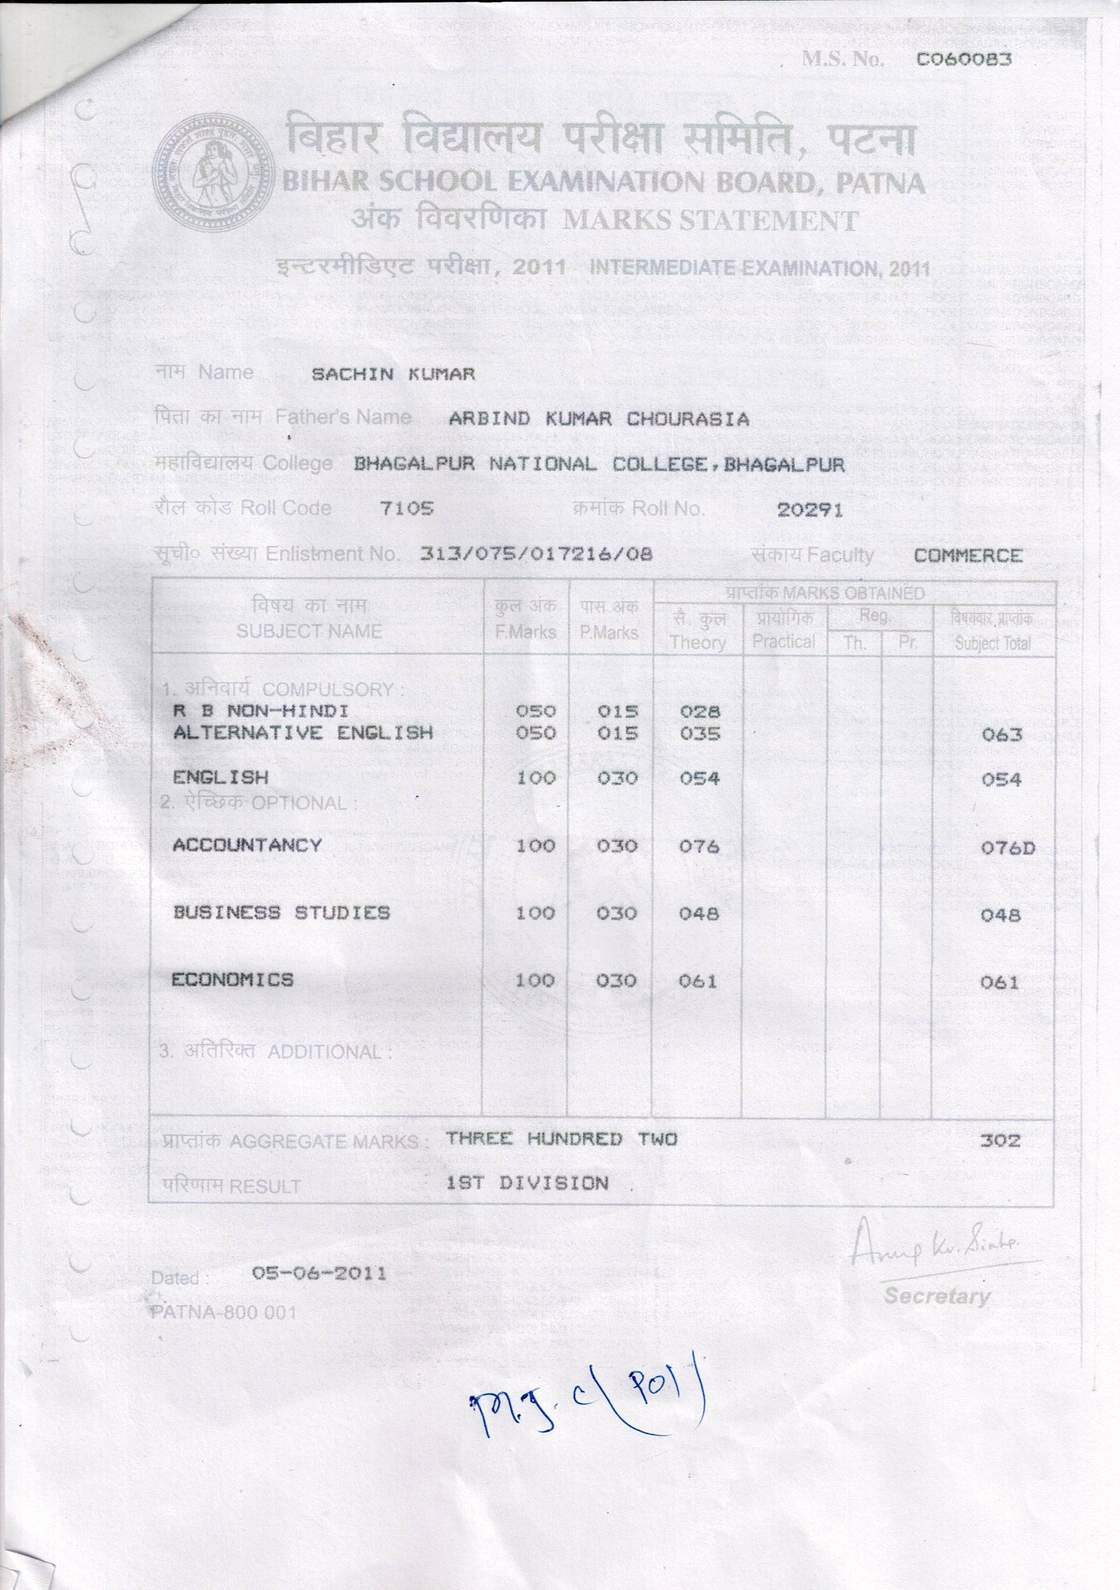 M.S. No. C060083
बिहार विद्यालय परीक्षा समिति, पटना
BIHAR SCHOOL EXAMINATION BOARD, PATNA
अंक विवरणिका MARKS STATEMENT
इन्टरमीडिएट परीक्षा, 2011 INTERMEDIATE EXAMINATION, 2011
नाम Name SACHIN KUMAR
पिता का नाम Father's Name ARBIND KUMAR CHOURASIA
महाविद्यालय College BHAGALPUR NATIONAL COLLEGE,BHAGALPUR
रौल कोड Roll Code 7105 क्रमांक Roll No. 20291
सूची० संख्या Enlistment No. 313/075/017216/08 संकाय Faculty COMMERCE
विषय का नाम कुल अंक पास अंक प्राप्तांक MARKS OBTAINED
SUBJECT NAME F.Marks P.Marks सै. कुल प्रायोगिक Reg. विषयवार प्राप्तांक
Theory Practical Th. Pr. Subject Total
1. अनिवार्य COMPULSORY :
R B NON-HINDI 050 015 028
ALTERNATIVE ENGLISH 050 015 035 063
ENGLISH 100 030 054 054
2. ऐच्छिक OPTIONAL :
ACCOUNTANCY 100 030 076 076D
BUSINESS STUDIES 100 030 048 048
ECONOMICS 100 030 061 061
3. अतिरिक्त ADDITIONAL :
प्राप्तांक AGGREGATE MARKS : THREE HUNDRED TWO 302
परिणाम RESULT 1ST DIVISION
Dated : 05-06-2011
Secretary
PATNA-800 001